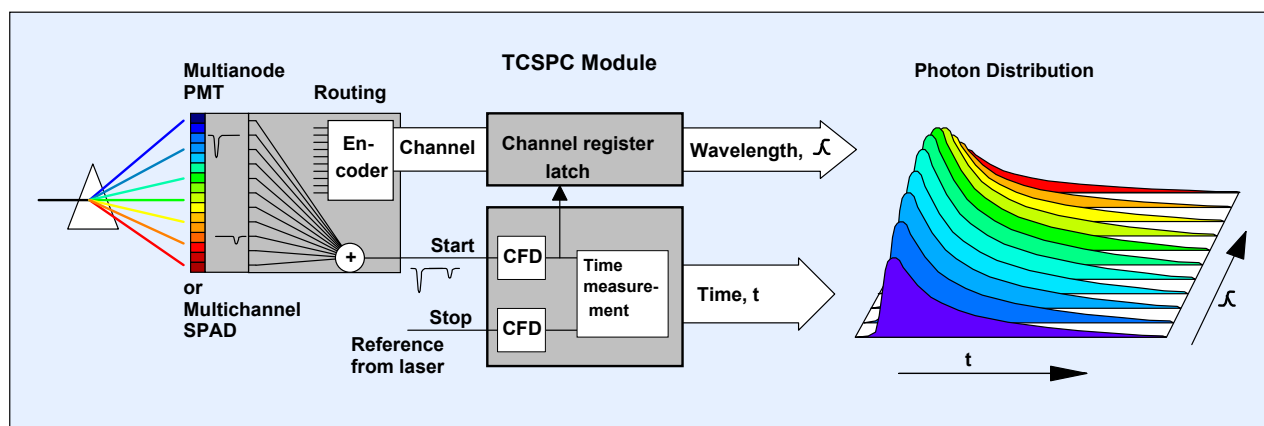 TCSPC Module
Photon Distribution
Multianode
PMT
Routing
En-
coder
Channel
Channel register
latch
Wavelength, λ
+
Start
CFD
Time
measure-
ment
Time, t
or
Multichannel
SPAD
Stop
CFD
Reference
from laser
t
λ